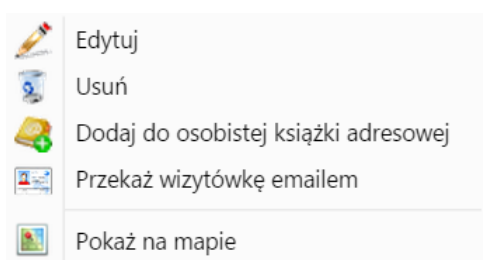 Edytuj
Usuń
Dodaj do osobistej książki adresowej
Przekaż wizytówkę emailem
Pokaż na mapie